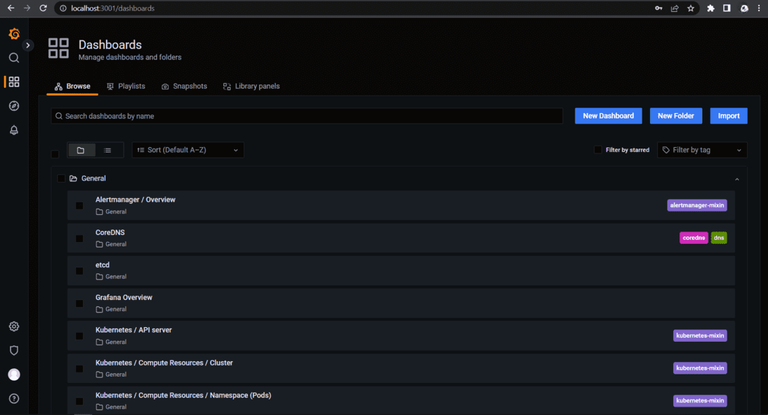 localhost:3001/dashboards
Dashboards
Manage dashboards and folders
Browse
Playlists
Snapshots
Library panels
Search dashboards by name
New Dashboard
New Folder
Import
Sort (Default A–Z)
Filter by starred
Filter by tag
General
Alertmanager / Overview
General
alertmanager-mixin
CoreDNS
General
coredns
dns
etcd
General
Grafana Overview
General
Kubernetes / API server
General
kubernetes-mixin
Kubernetes / Compute Resources / Cluster
General
kubernetes-mixin
Kubernetes / Compute Resources / Namespace (Pods)
General
kubernetes-mixin